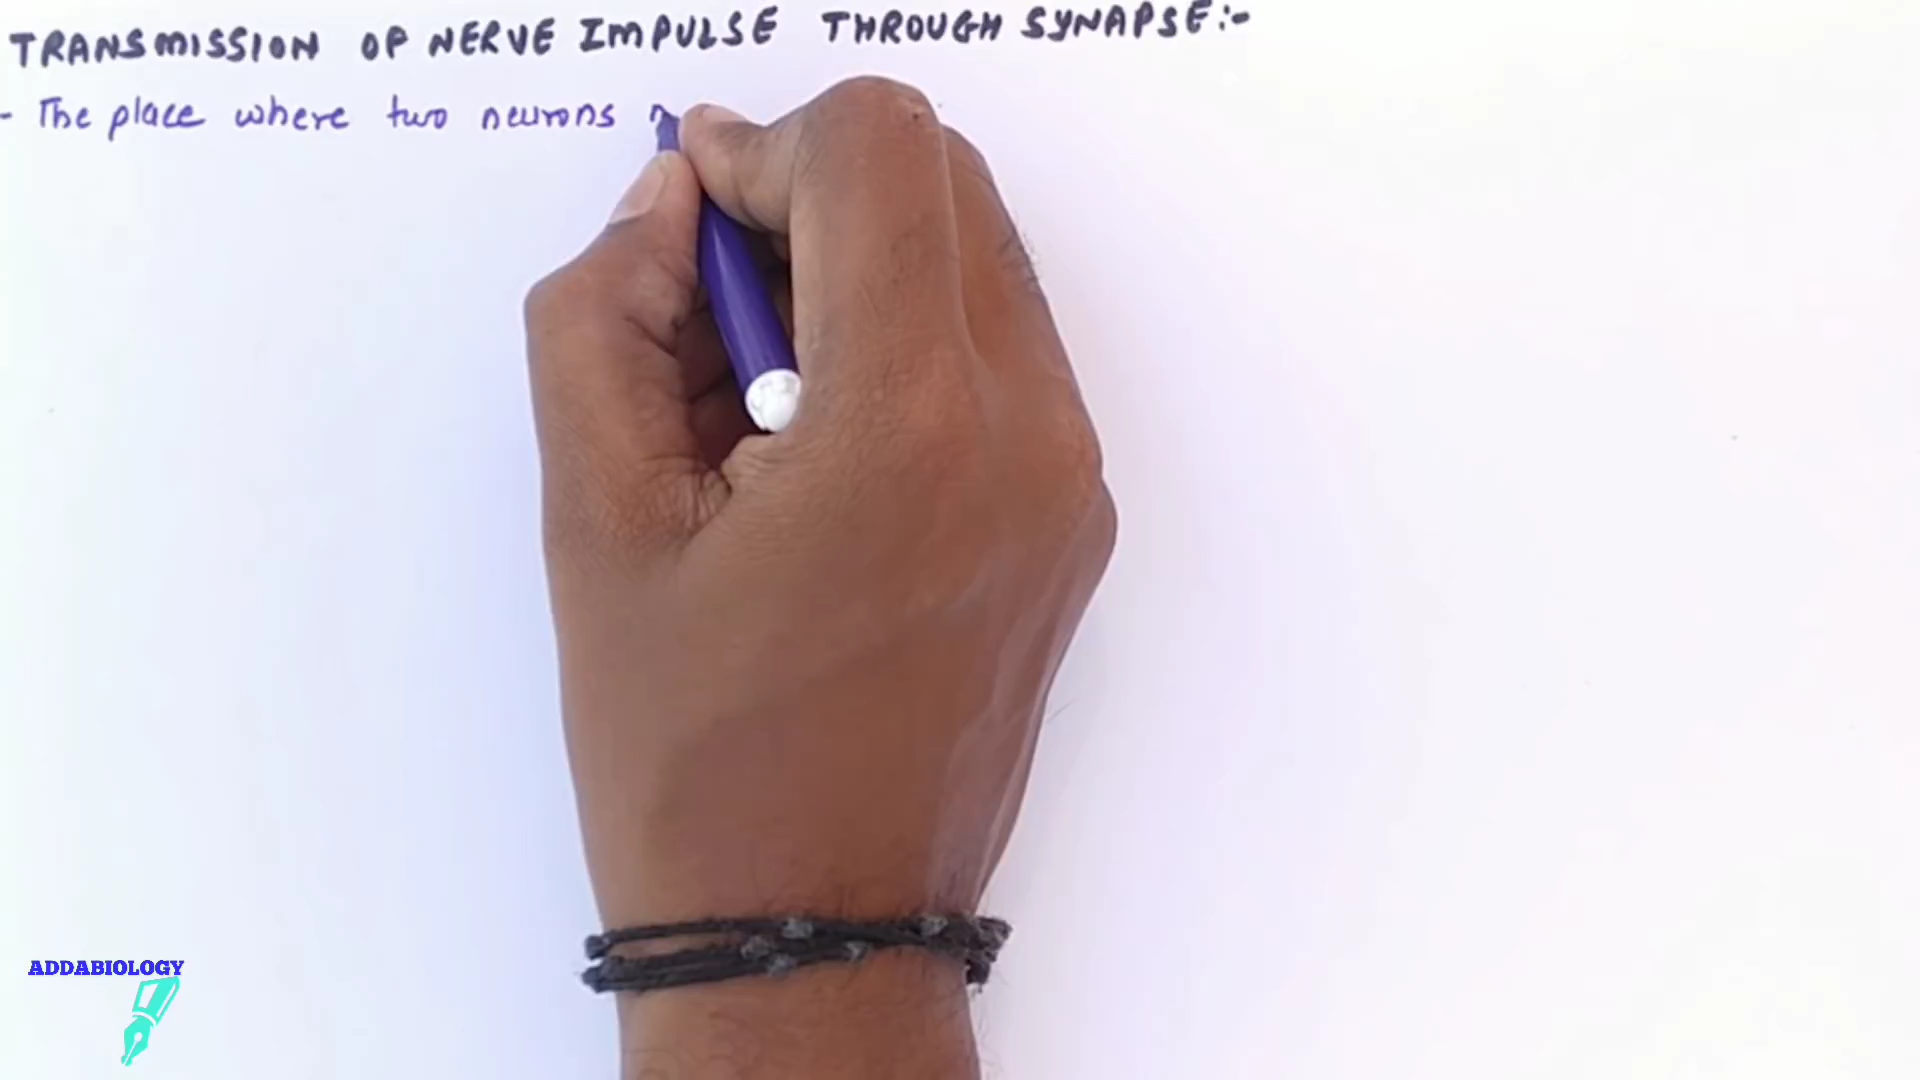 TRANSMISSION OF NERVE IMPULSE THROUGH SYNAPSE:-
- The place where two neurons
ADDABIOLOGY